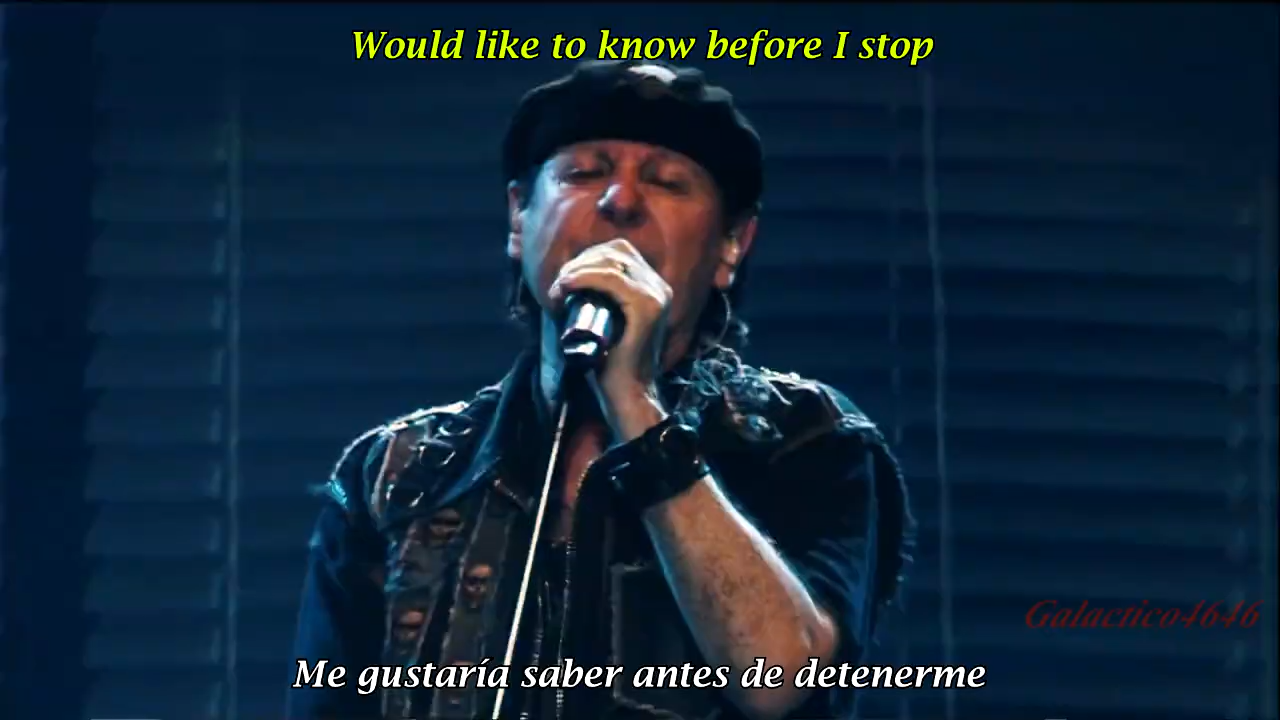 Would like to know before I stop
Galactico4646
Me gustaría saber antes de detenerme